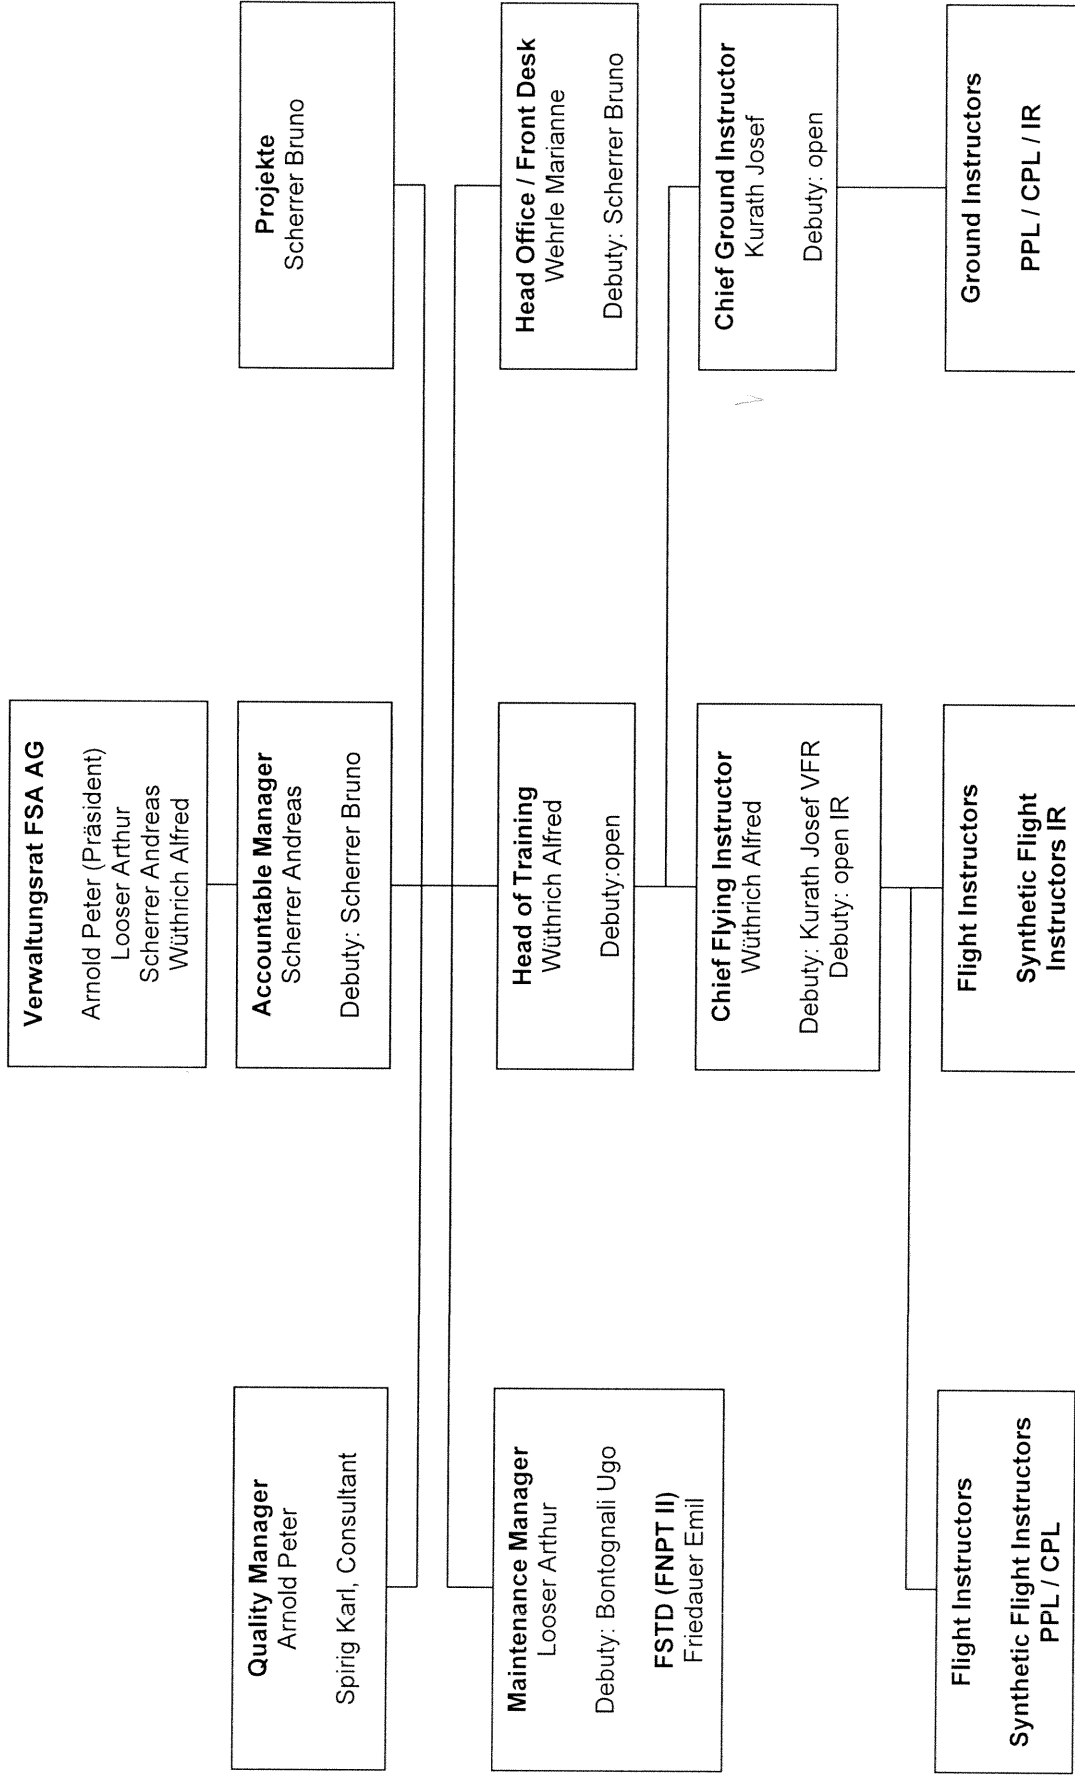 Verwaltungsrat FSA AG
Arnold Peter (Präsident)
Looser Arthur
Scherrer Andreas
Wüthrich Alfred
Quality Manager
Arnold Peter
Spirig Karl, Consultant
Accountable Manager
Scherrer Andreas
Debuty: Scherrer Bruno
Projekte
Scherrer Bruno
Maintenance Manager
Looser Arthur
Debuty: Bontognali Ugo
FSTD (FNPT II)
Friedauer Emil
Head of Training
Wüthrich Alfred
Debuty:open
Head Office / Front Desk
Wehrle Marianne
Debuty: Scherrer Bruno
Chief Flying Instructor
Wüthrich Alfred
Debuty: Kurath Josef VFR
Debuty: open IR
Chief Ground Instructor
Kurath Josef
Debuty: open
Flight Instructors
Synthetic Flight Instructors
PPL / CPL
Flight Instructors
Synthetic Flight
Instructors IR
Ground Instructors
PPL / CPL / IR